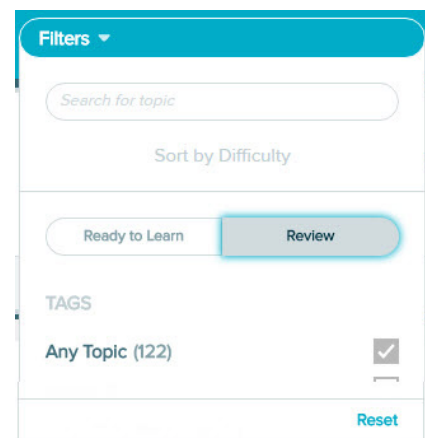 Filters
Search for topic
Sort by Difficulty
Ready to Learn Review
TAGS
Any Topic (122)
Reset